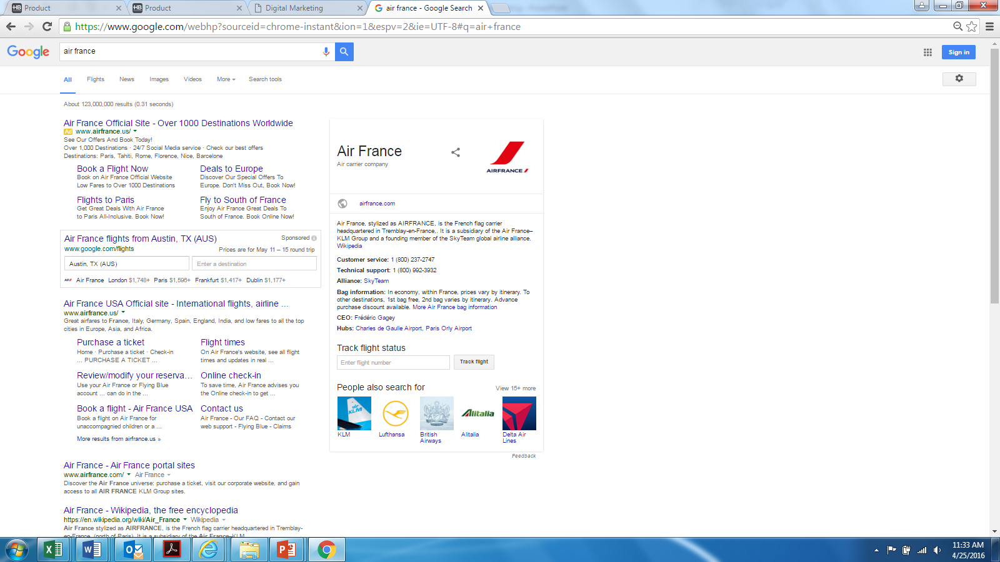 Product
Product
Digital Marketing
air france - Google Search
https://www.google.com/webhp?sourceid=chrome-instant&ion=1&espv=2&ie=UTF-8#q=air+france
Google
air france
Sign in
All
Flights
News
Images
Videos
More
Search tools
About 123,000,000 results (0.31 seconds)
Air France Official Site - Over 1000 Destinations Worldwide
Ad www.airfrance.us/
See Our Offers And Book Today!
Over 1,000 Destinations · 24/7 Social Media service · Check our best offers
Destinations: Paris, Tahiti, Rome, Florence, Nice, Barcelone
Book a Flight Now
Book on Air France Official Website
Low Fares to Over 1000 Destinations
Deals to Europe
Discover Our Special Offers To
Europe. Don't Miss Out, Book Now!
Flights to Paris
Get Great Deals With Air France
to Paris All-Inclusive. Book Now!
Fly to South of France
Enjoy Air France Great Deals To
South of France. Book Online Now!
Air France flights from Austin, TX (AUS)
Sponsored
www.google.com/flights
Prices are for May 11 – 15 round trip
Austin, TX (AUS)
Enter a destination
Air France London $1,748+ Paris $1,596+ Frankfurt $1,417+ Dublin $1,177+
Air France USA Official site - International flights, airline ...
www.airfrance.us/
Great airfares to France, Italy, Germany, Spain, England, India, and low fares to all the top
cities in Europe, Asia, and Africa.
Purchase a ticket
Home · Purchase a ticket · Check-in
... PURCHASE A TICKET ...
Flight times
On Air France's website, see all flight
times and updates in real ...
Review/modify your reserva...
Use your Air France or Flying Blue
account ... can do in the ...
Online check-in
To save time, Air France advises you
the Online check-in to get ...
Book a flight - Air France USA
Book a flight on Air France for
unaccompagnied children or a ...
Contact us
Air France - Our FAQ - Contact our
web support - Flying Blue - Claims
More results from airfrance.us »
Air France - Air France portal sites
www.airfrance.com/ Air France
Discover the Air France universe: purchase a ticket, visit our corporate website, and gain
access to all AIR FRANCE KLM Group sites.
Air France - Wikipedia, the free encyclopedia
https://en.wikipedia.org/wiki/Air_France Wikipedia
Air France stylized as AIRFRANCE, is the French flag carrier headquartered in Tremblay-
en-France, (north of Paris). It is a subsidiary of the Air France–KLM
Air France
Air carrier company
AIRFRANCE
airfrance.com
Air France, stylized as AIRFRANCE, is the French flag carrier
headquartered in Tremblay-en-France,. It is a subsidiary of the Air France–
KLM Group and a founding member of the SkyTeam global airline alliance.
Wikipedia
Customer service: 1 (800) 237-2747
Technical support: 1 (800) 992-3932
Alliance: SkyTeam
Bag information: In economy, within France, prices vary by itinerary. To
other destinations, 1st bag free, 2nd bag varies by itinerary. Advance
purchase discount available. More Air France bag information
CEO: Frédéric Gagey
Hubs: Charles de Gaulle Airport, Paris Orly Airport
Track flight status
Enter flight number
Track flight
People also search for
View 15+ more
KLM
KLM
Lufthansa
British
Airways
Alitalia
Alitalia
Delta Air
Lines
Feedback
11:33 AM
4/25/2016